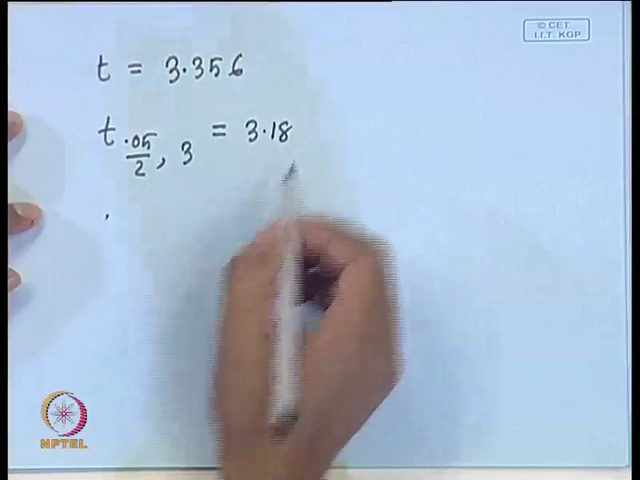 © CET
I.I.T. KGP
t = 3.356
t .05/2, 3 = 3.18
NPTEL